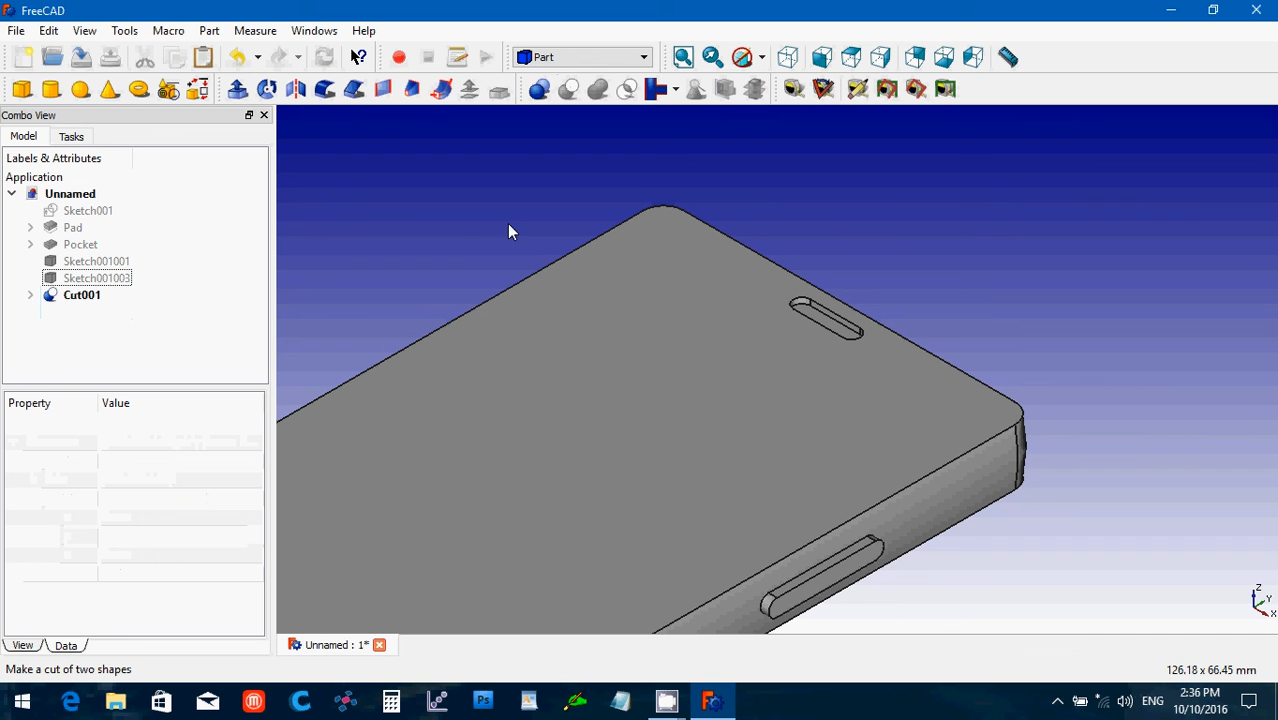 FreeCAD
File Edit View Tools Macro Part Measure Windows Help
Part
Combo View
Model Tasks
Labels & Attributes
Application
Unnamed
Sketch001
Pad
Pocket
Sketch001001
Sketch001003
Cut001
Property Value
View Data
Unnamed : 1*
Z
Y
X
Make a cut of two shapes
126.18 x 66.45 mm
Ps
ENG
2:36 PM
10/10/2016